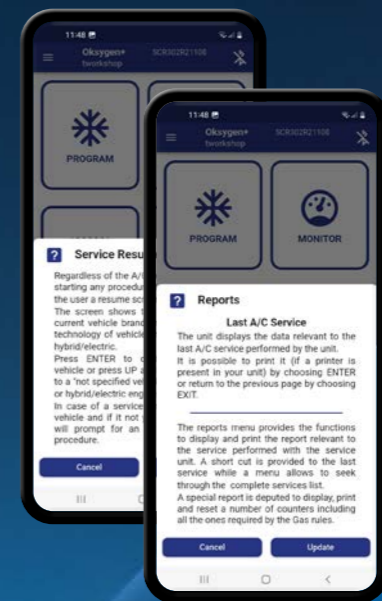 11:48
Oksygen+
tworkshop
SCR302R21108
PROGRAM
Service Resu
Regardless of the A/
starting any procedur
the user a resume sc
The screen shows t
current vehicle brand
technology of vehicle
hybrid/electric.
Press ENTER to c
vehicle or press UP a
to a "not specified vel
or hybrid/electric eng
In case of a service
vehicle and if it not
will prompt for an
procedure.
Cancel
11:48
Oksygen+
tworkshop
SCR302R21108
PROGRAM
MONITOR
? Reports
Last A/C Service
The unit displays the data relevant to the
last A/C service performed by the unit.
It is possible to print it (if a printer is
present in your unit) by choosing ENTER
or return to the previous page by choosing
EXIT.
The reports menu provides the functions
to display and print the report relevant to
the service performed with the service
unit. A short cut is provided to the last
service while a menu allows to seek
through the complete services list.
A special report is deputed to display, print
and reset a number of counters including
all the ones required by the Gas rules.
Cancel
Update